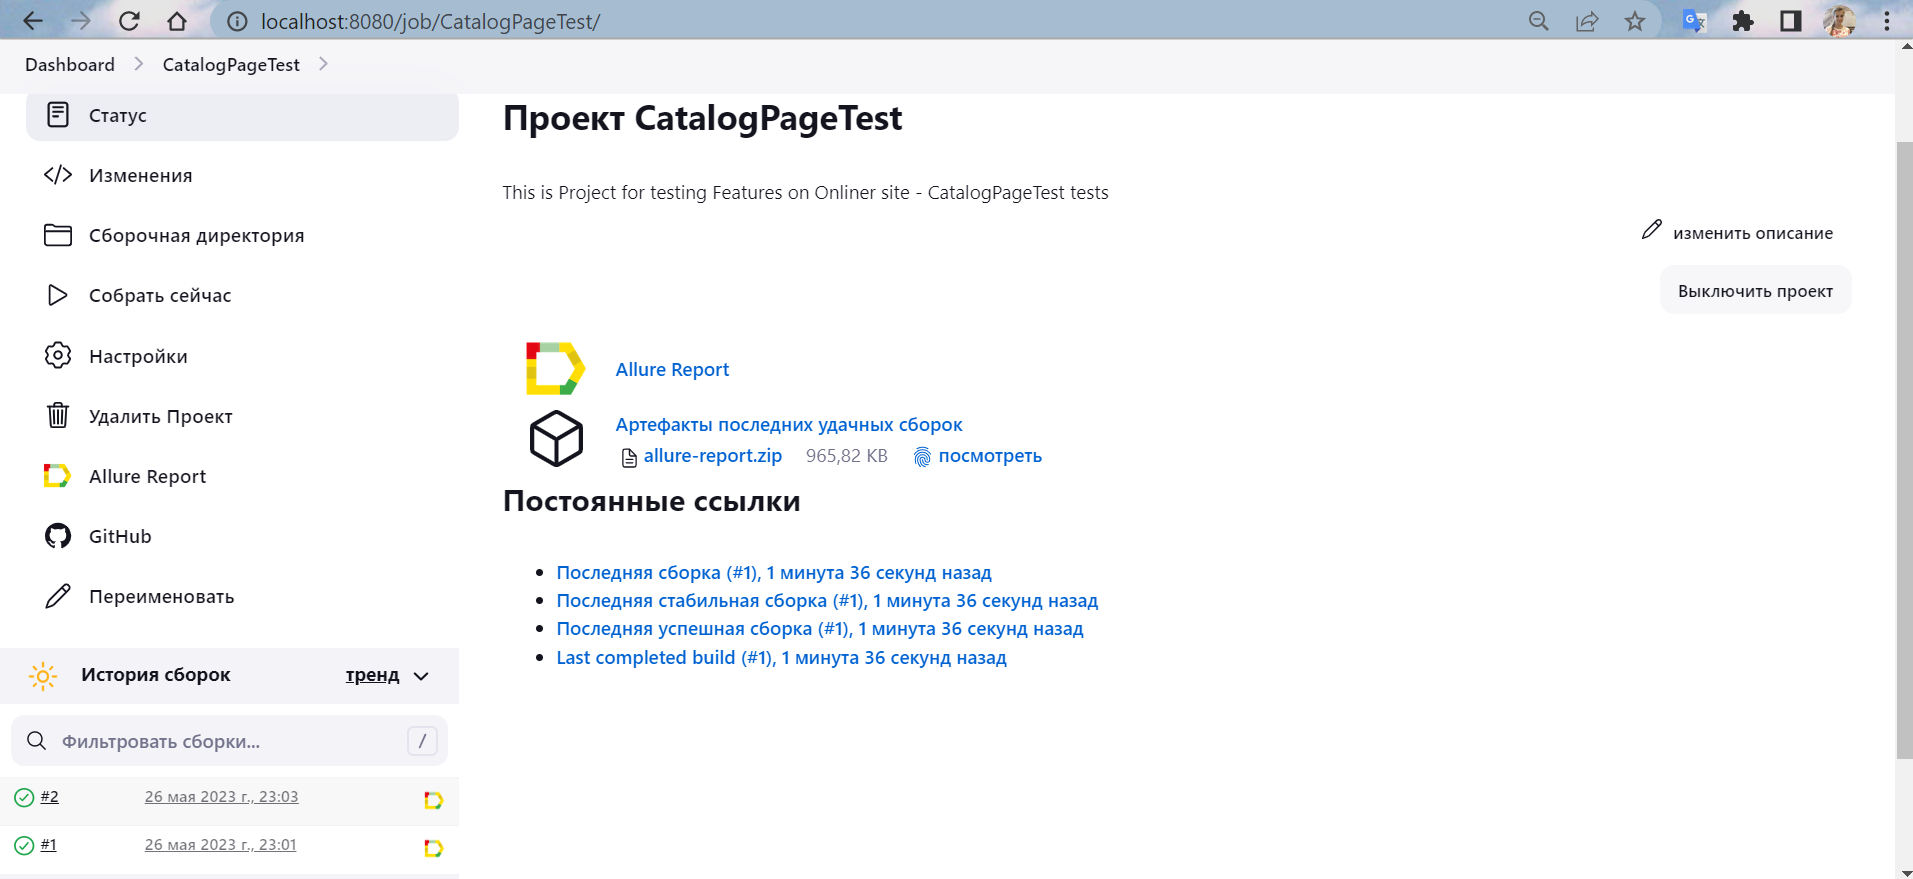 localhost:8080/job/CatalogPageTest/
Dashboard
CatalogPageTest
Статус
Изменения
Сборочная директория
Собрать сейчас
Настройки
Удалить Проект
Allure Report
GitHub
Переименовать
История сборок
тренд
Фильтровать сборки...
/
#2
26 мая 2023 г., 23:03
#1
26 мая 2023 г., 23:01
Проект CatalogPageTest
This is Project for testing Features on Onliner site - CatalogPageTest tests
изменить описание
Выключить проект
Allure Report
Артефакты последних удачных сборок
allure-report.zip 965,82 KB посмотреть
Постоянные ссылки
Последняя сборка (#1), 1 минута 36 секунд назад
Последняя стабильная сборка (#1), 1 минута 36 секунд назад
Последняя успешная сборка (#1), 1 минута 36 секунд назад
Last completed build (#1), 1 минута 36 секунд назад